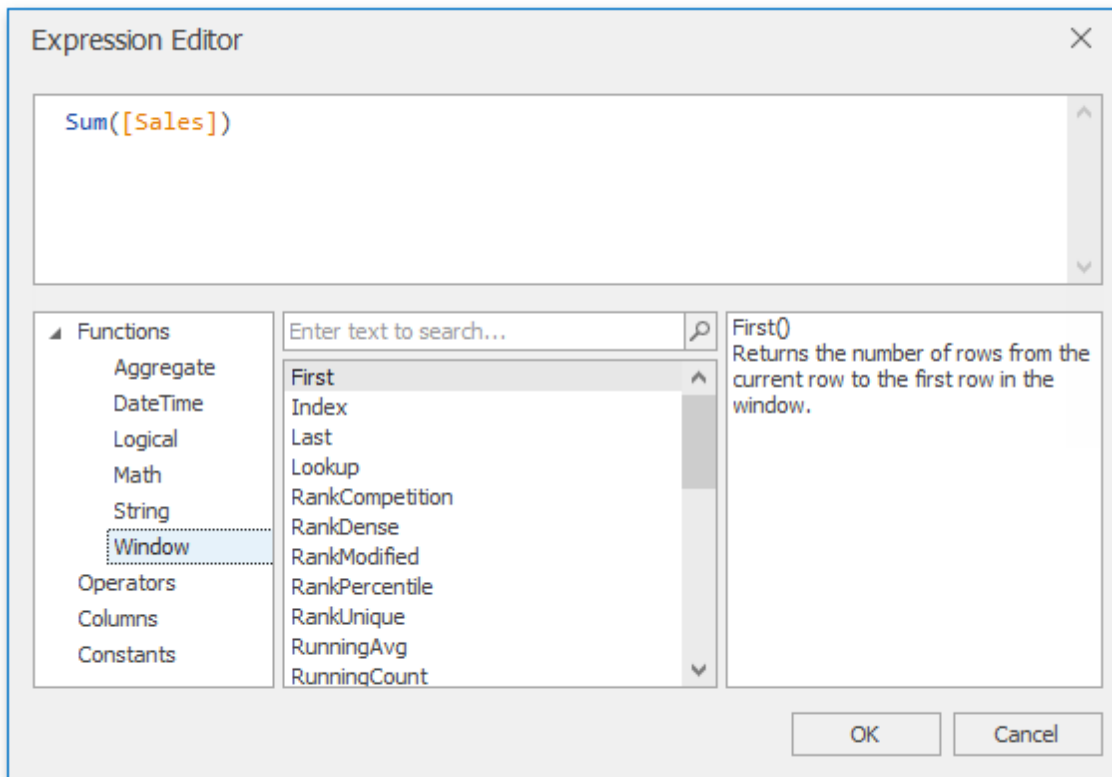 Expression Editor
Sum([Sales])
Functions
Aggregate
DateTime
Logical
Math
String
Window
Operators
Columns
Constants
Enter text to search...
First
Index
Last
Lookup
RankCompetition
RankDense
RankModified
RankPercentile
RankUnique
RunningAvg
RunningCount
First()
Returns the number of rows from the
current row to the first row in the
window.
OK
Cancel